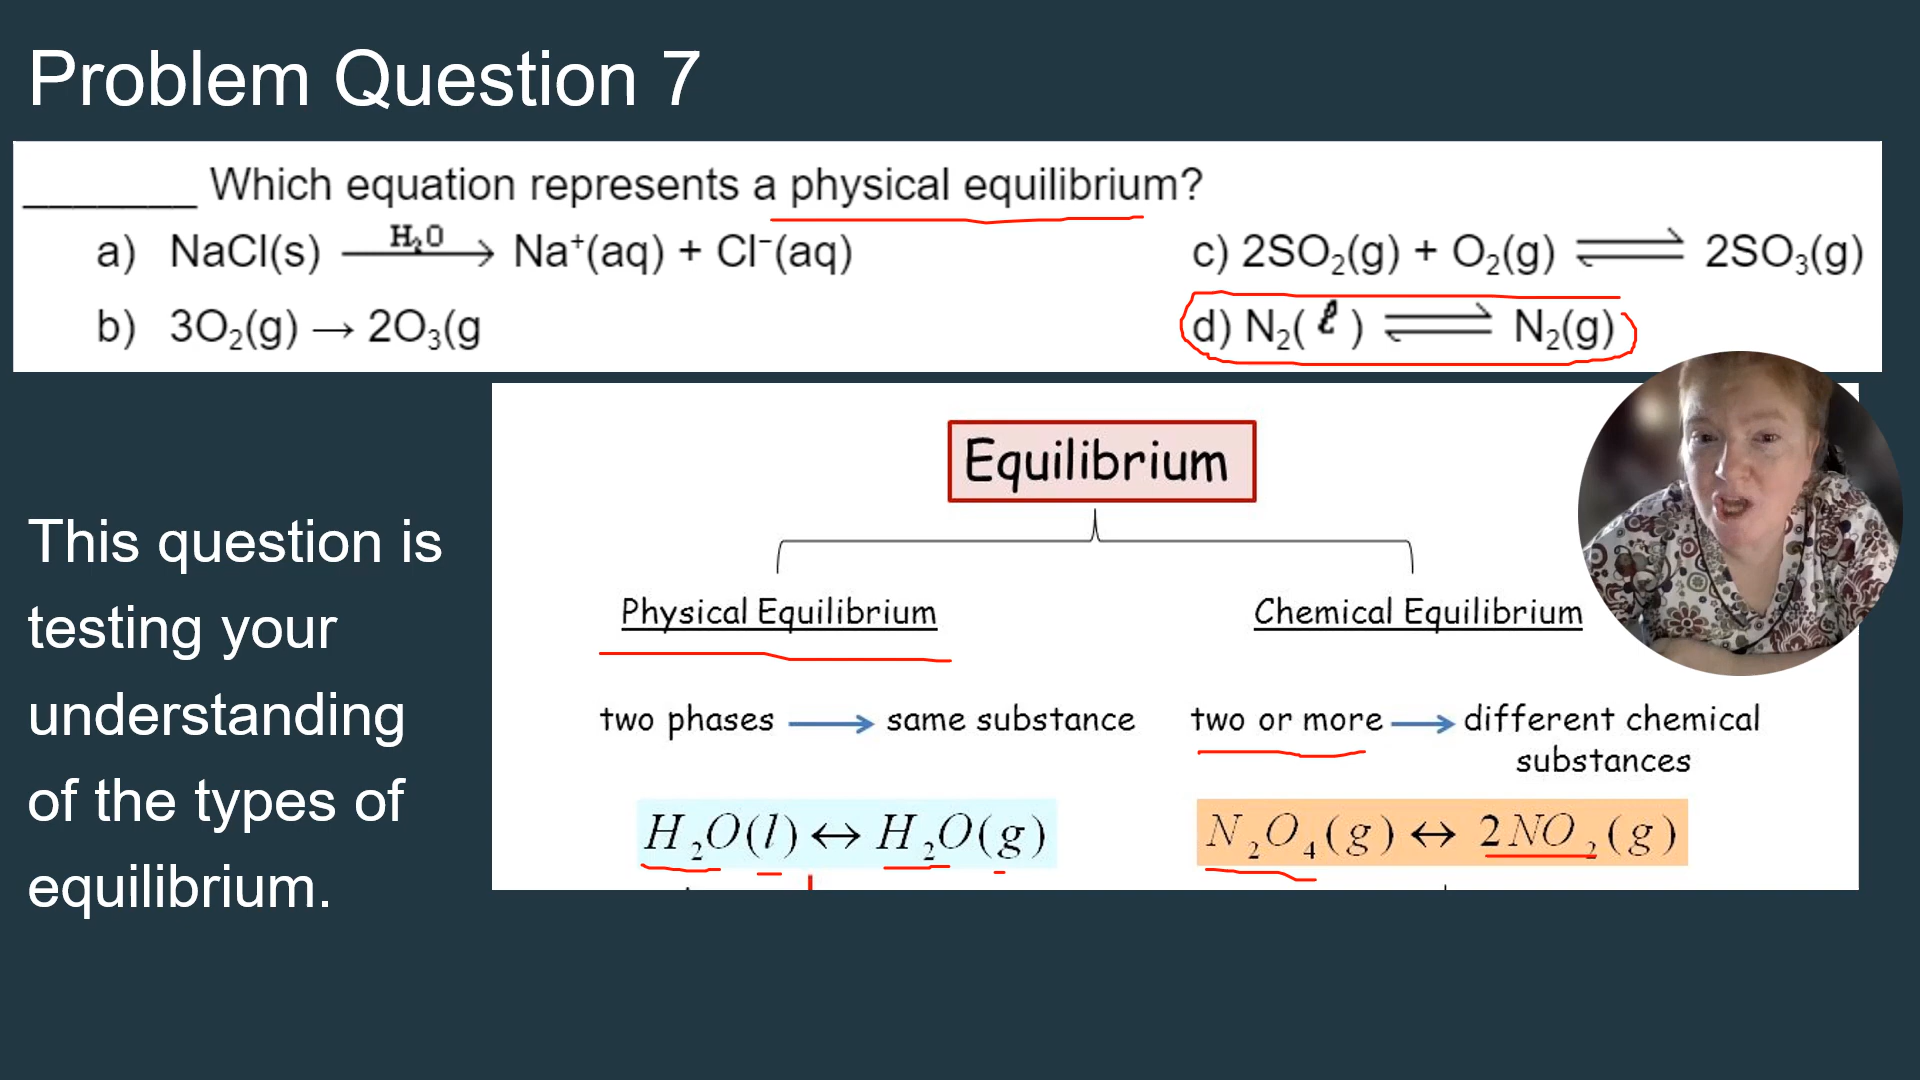 Problem Question 7
_______ Which equation represents a physical equilibrium?
a) NaCl(s) —H₂O→ Na⁺(aq) + Cl⁻(aq)
c) 2SO₂(g) + O₂(g) ⇌ 2SO₃(g)
b) 3O₂(g) → 2O₃(g
d) N₂(ℓ) ⇌ N₂(g)
Equilibrium
Physical Equilibrium
Chemical Equilibrium
two phases → same substance
two or more → different chemical
substances
H₂O(l) ↔ H₂O(g)
N₂O₄(g) ↔ 2NO₂(g)
This question is
testing your
understanding
of the types of
equilibrium.